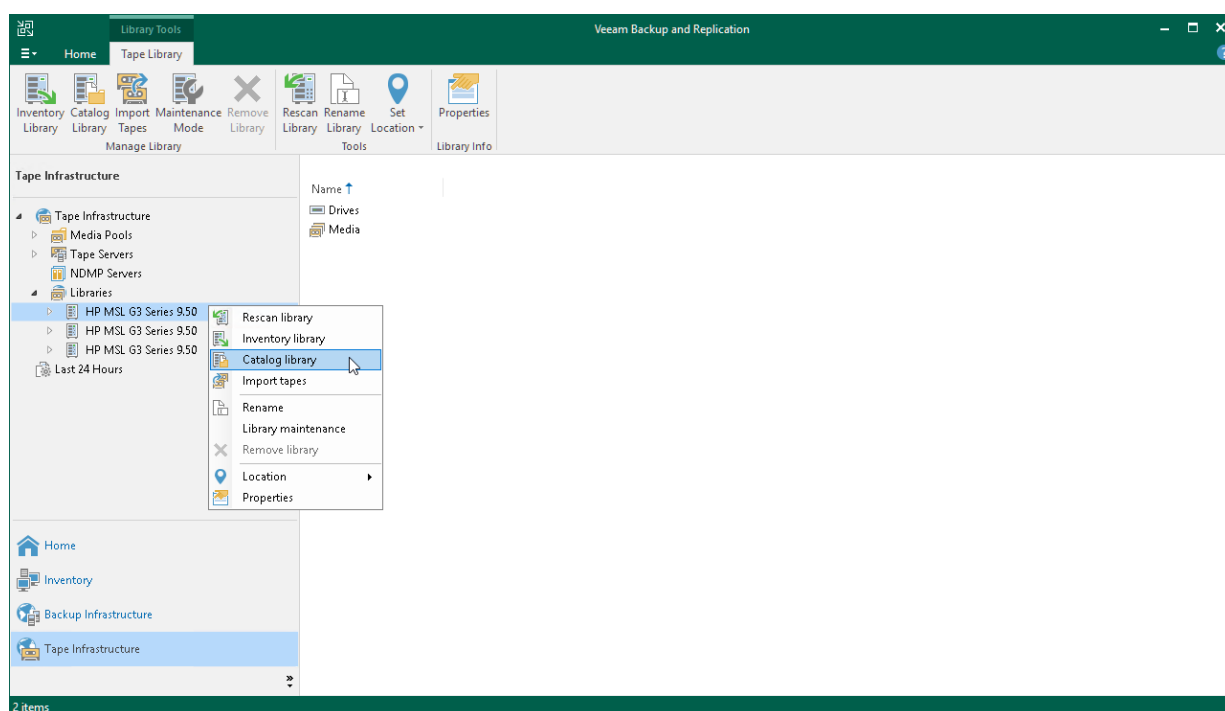 Library Tools
Veeam Backup and Replication
Home Tape Library
Inventory Library
Catalog Library
Import Tapes
Maintenance Mode
Remove Library
Rescan Library
Rename Library
Set Location
Properties
Manage Library
Tools
Library Info
Tape Infrastructure
Tape Infrastructure
Media Pools
Tape Servers
NDMP Servers
Libraries
HP MSL G3 Series 9.50
HP MSL G3 Series 9.50
HP MSL G3 Series 9.50
Last 24 Hours
Name
Drives
Media
Rescan library
Inventory library
Catalog library
Import tapes
Rename
Library maintenance
Remove library
Location
Properties
Home
Inventory
Backup Infrastructure
Tape Infrastructure
2 items